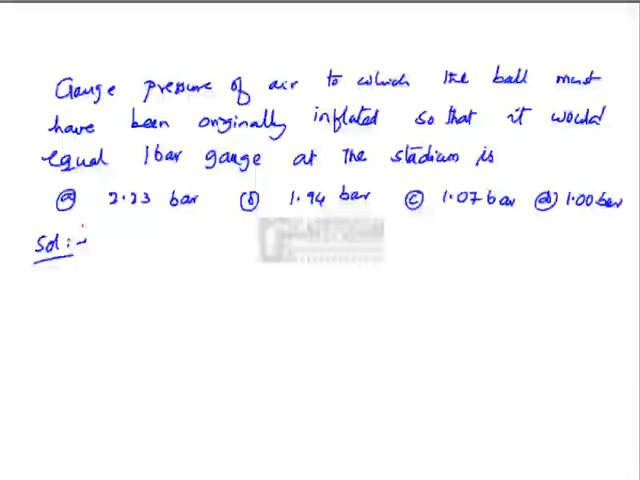 Gauge pressure of air to which the ball must
have been originally inflated so that it would
equal 1bar gauge at the stadium is
(a) 2.23 bar (b) 1.94 bar (c) 1.07 bar (d) 1.00 bar
Sol:-